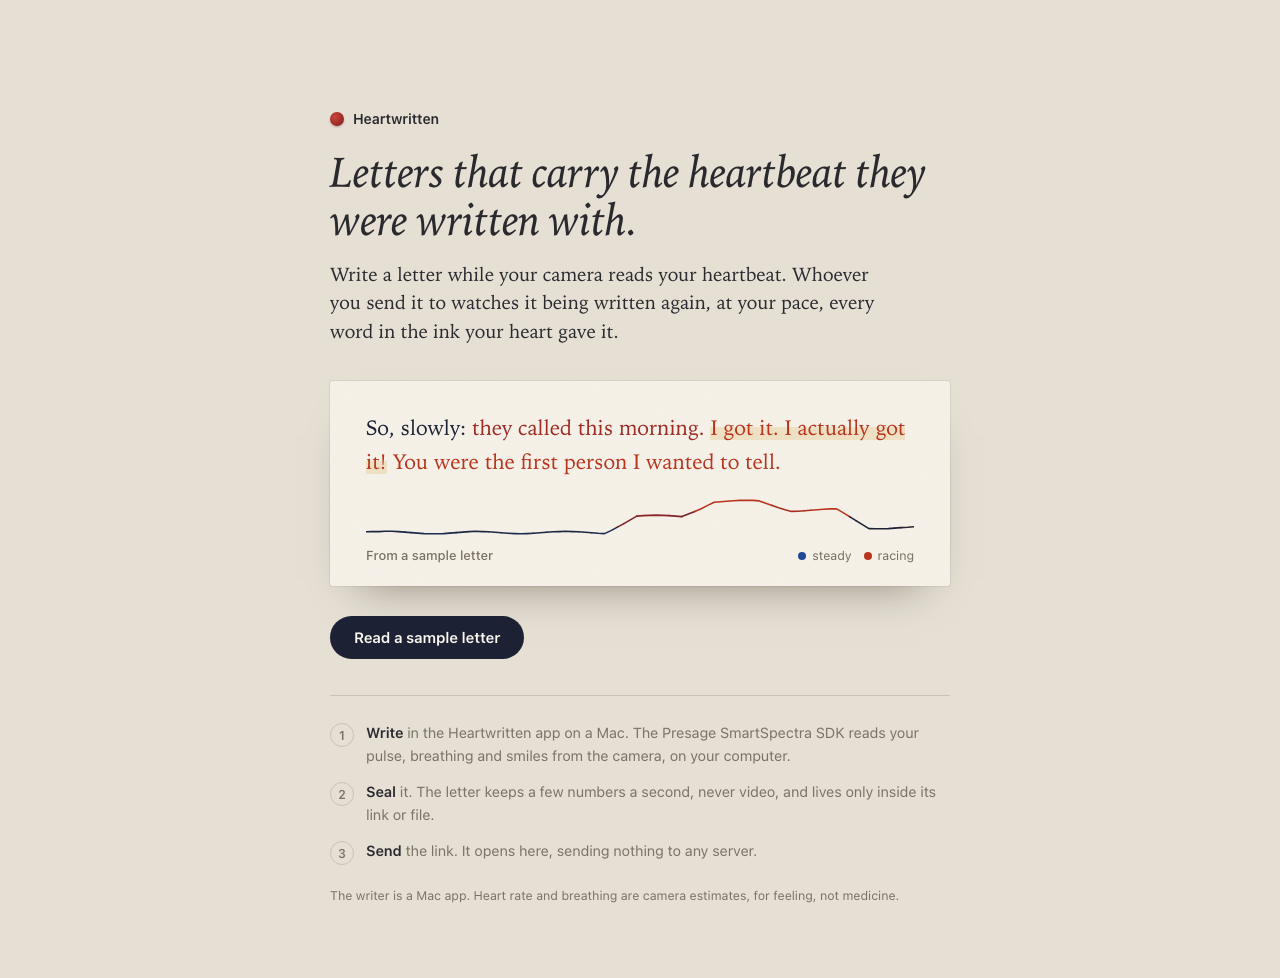 Heartwritten
Letters that carry the heartbeat they
were written with.
Write a letter while your camera reads your heartbeat. Whoever
you send it to watches it being written again, at your pace, every
word in the ink your heart gave it.
So, slowly: they called this morning. I got it. I actually got
it! You were the first person I wanted to tell.
From a sample letter
steady racing
Read a sample letter
1 Write in the Heartwritten app on a Mac. The Presage SmartSpectra SDK reads your
pulse, breathing and smiles from the camera, on your computer.
2 Seal it. The letter keeps a few numbers a second, never video, and lives only inside its
link or file.
3 Send the link. It opens here, sending nothing to any server.
The writer is a Mac app. Heart rate and breathing are camera estimates, for feeling, not medicine.